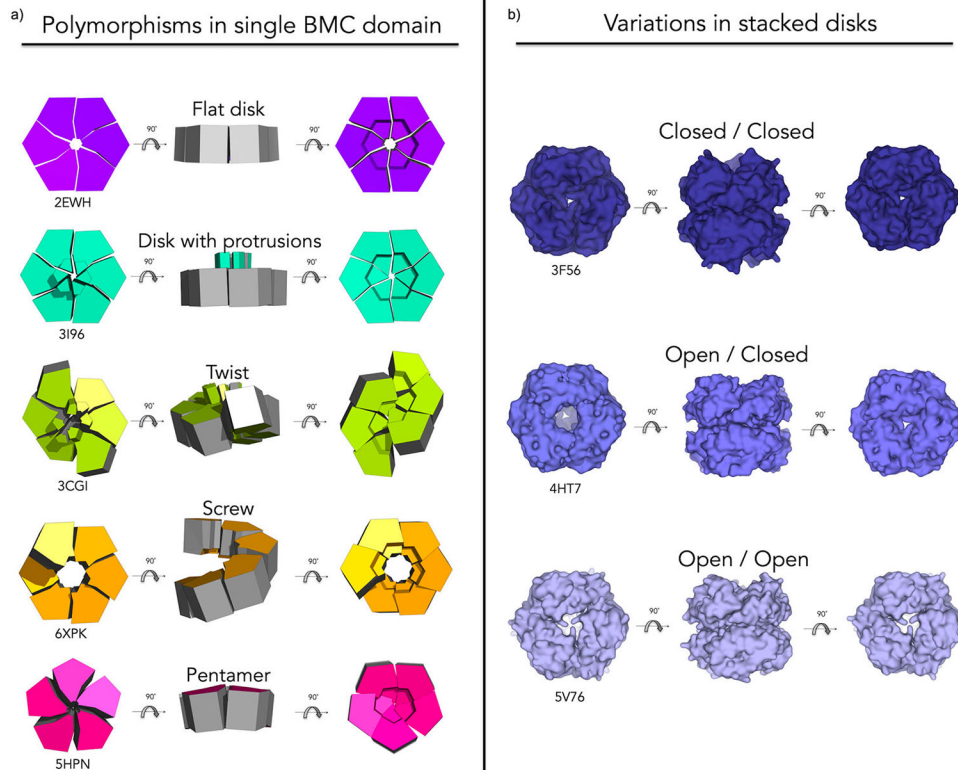 a)
Polymorphisms in single BMC domain
Flat disk
90°
90°
2EWH
Disk with protrusions
90°
90°
3I96
Twist
90°
90°
3CGI
Screw
90°
90°
6XPK
Pentamer
90°
90°
5HPN
b)
Variations in stacked disks
Closed / Closed
90°
90°
3F56
Open / Closed
90°
90°
4HT7
Open / Open
90°
90°
5V76